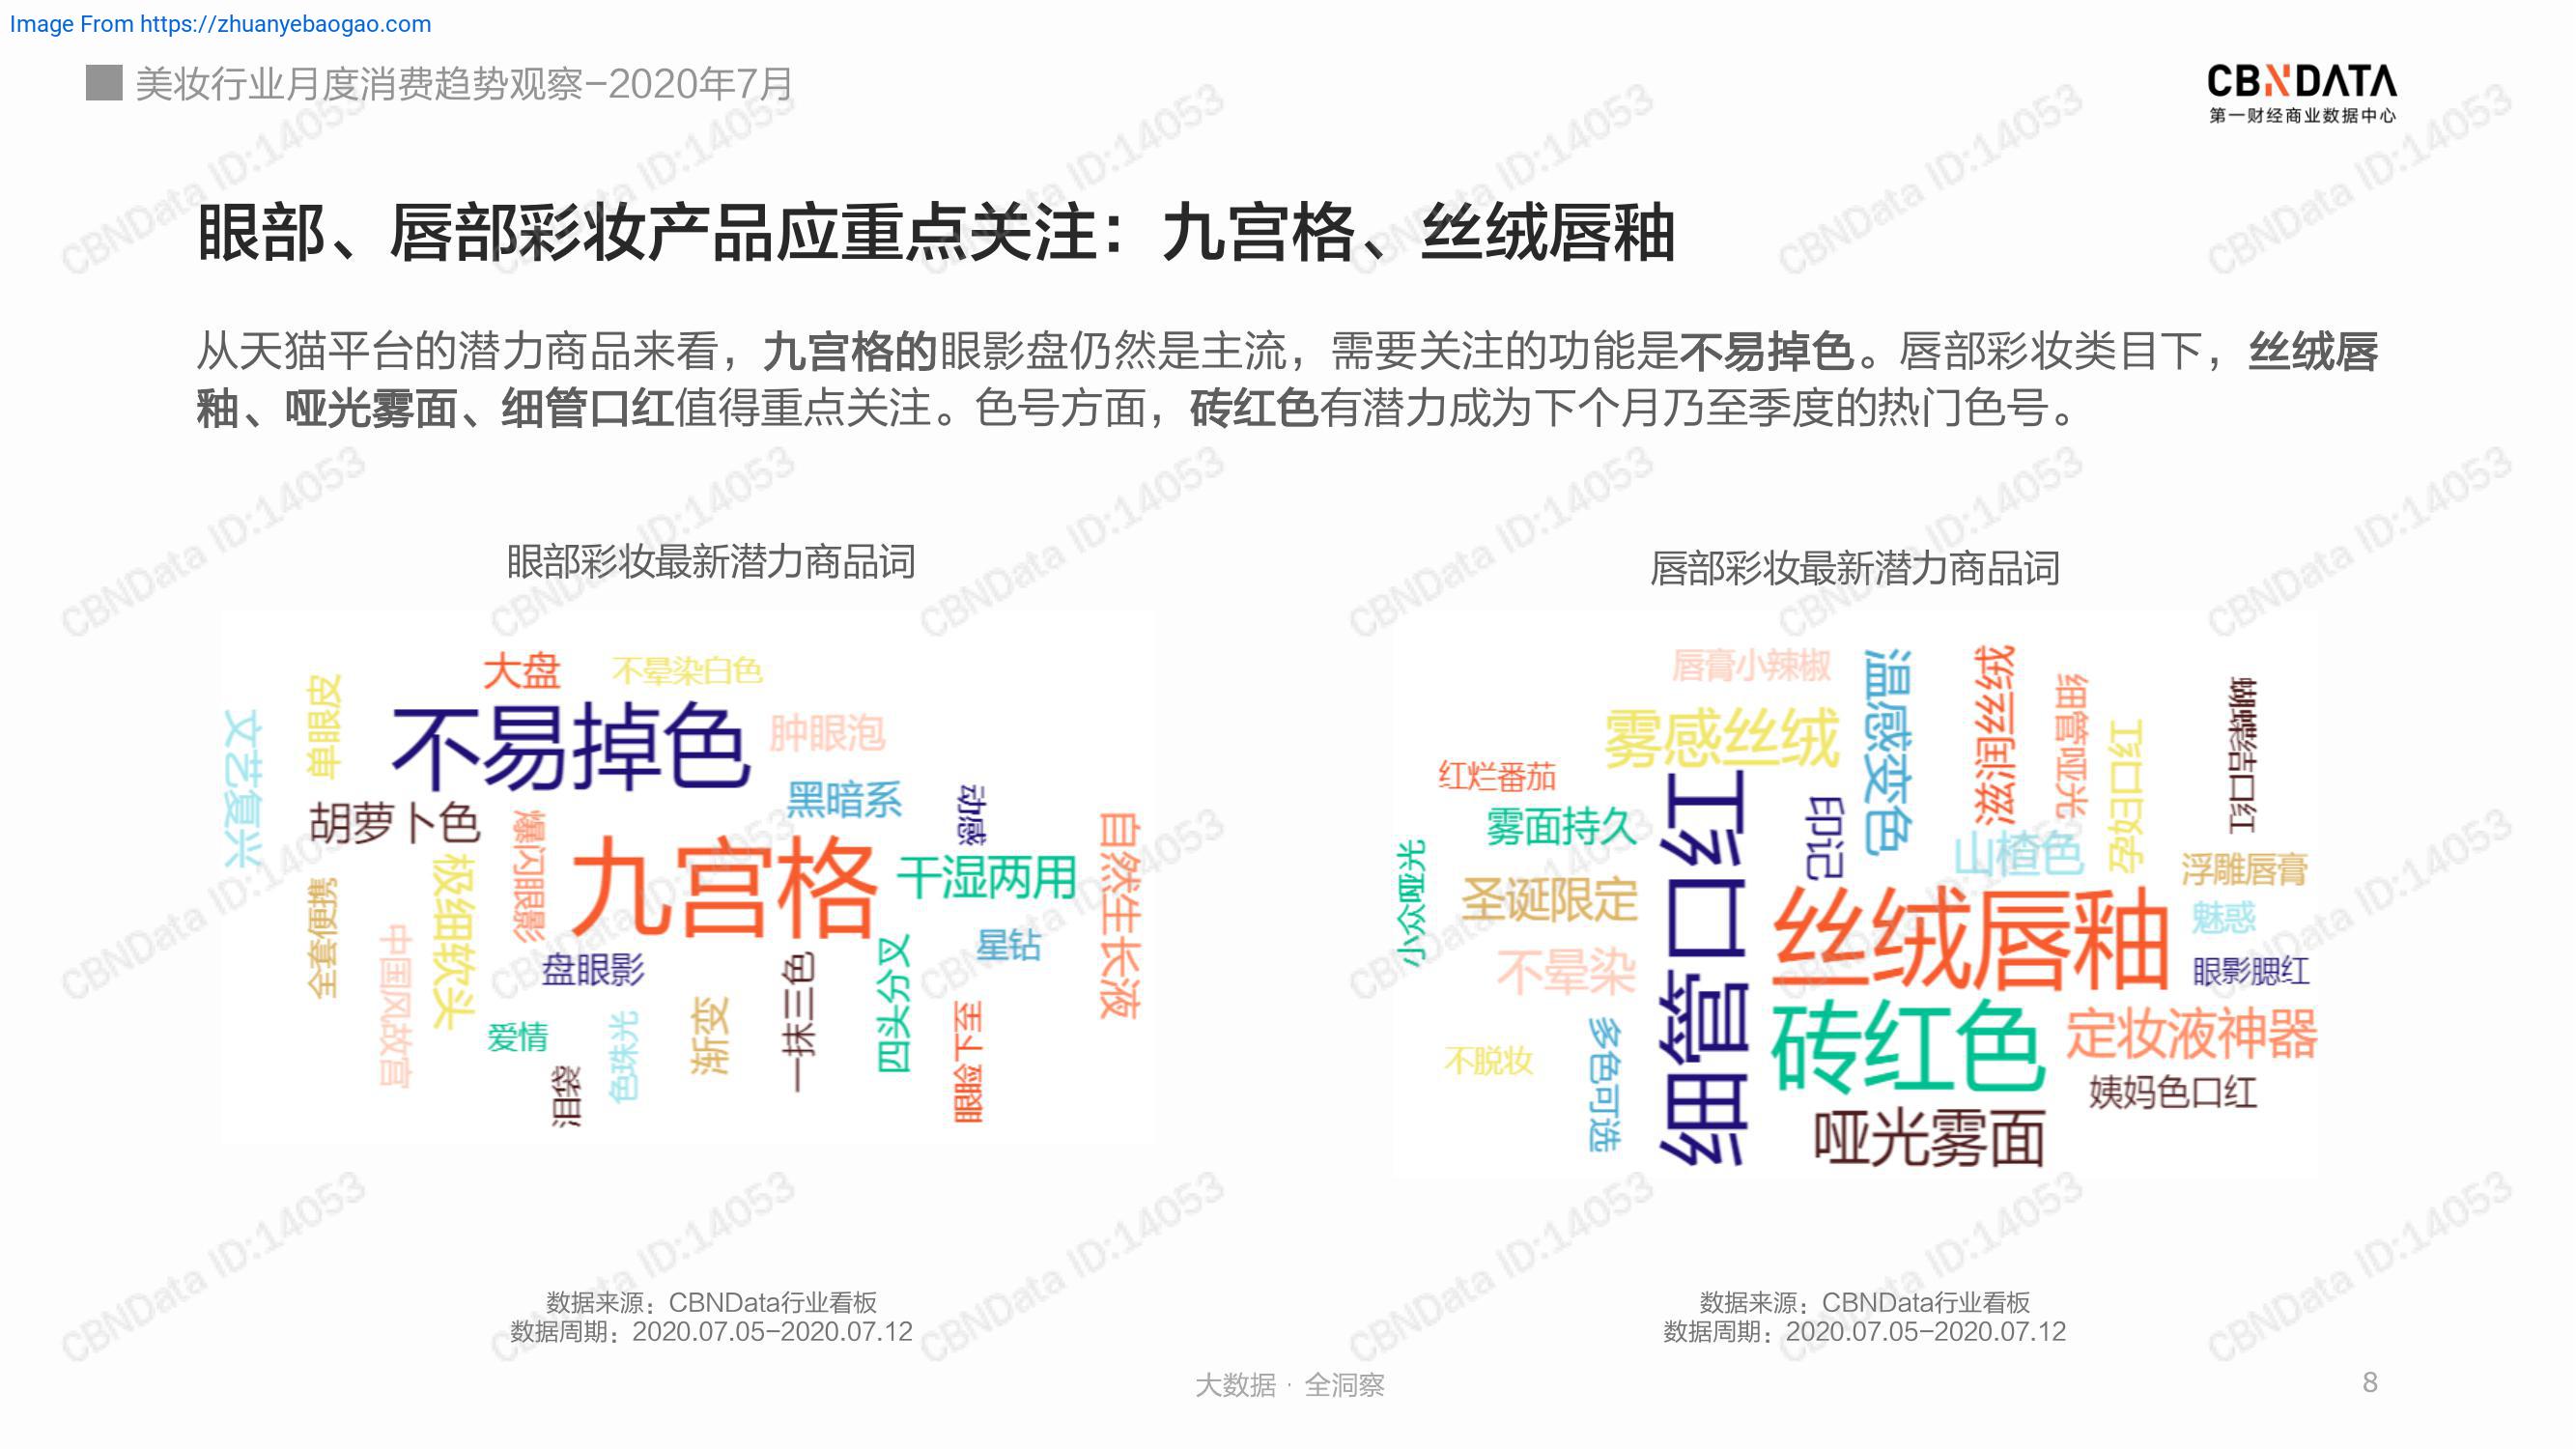 Image From https://zhuanyebaogao.com
美妆行业月度消费趋势观察-2020年7月
CBNDATA
第一财经商业数据中心
眼部、唇部彩妆产品应重点关注：九宫格、丝绒唇釉
从天猫平台的潜力商品来看，九宫格的眼影盘仍然是主流，需要关注的功能是不易掉色。唇部彩妆类目下，丝绒唇
釉、哑光雾面、细管口红值得重点关注。色号方面，砖红色有潜力成为下个月乃至季度的热门色号。
眼部彩妆最新潜力商品词
大盘
不晕染白色
单眼皮
文艺复兴
不易掉色
肿眼泡
黑暗系
动感
胡萝卜色
爆闪眼影
九宫格
干湿两用
自然生长液
极细软头
全套便携
中国风故宫
盘眼影
一抹三色
四头分叉
星钻
爱情
色珠光
渐变
眼睑下至
泪袋
唇部彩妆最新潜力商品词
唇膏小辣椒
温感变色
滋润丝绒
细管哑光
孕妇口红
蝴蝶结口红
雾感丝绒
红烂番茄
雾面持久
印记
山楂色
小众哑光
圣诞限定
细管口红
丝绒唇釉
浮雕唇膏
魅惑
眼影腮红
不晕染
砖红色
定妆液神器
不脱妆
多色可选
姨妈色口红
哑光雾面
数据来源：CBNData行业看板
数据周期：2020.07.05-2020.07.12
数据来源：CBNData行业看板
数据周期：2020.07.05-2020.07.12
大数据 · 全洞察
8
CBNData ID:14053